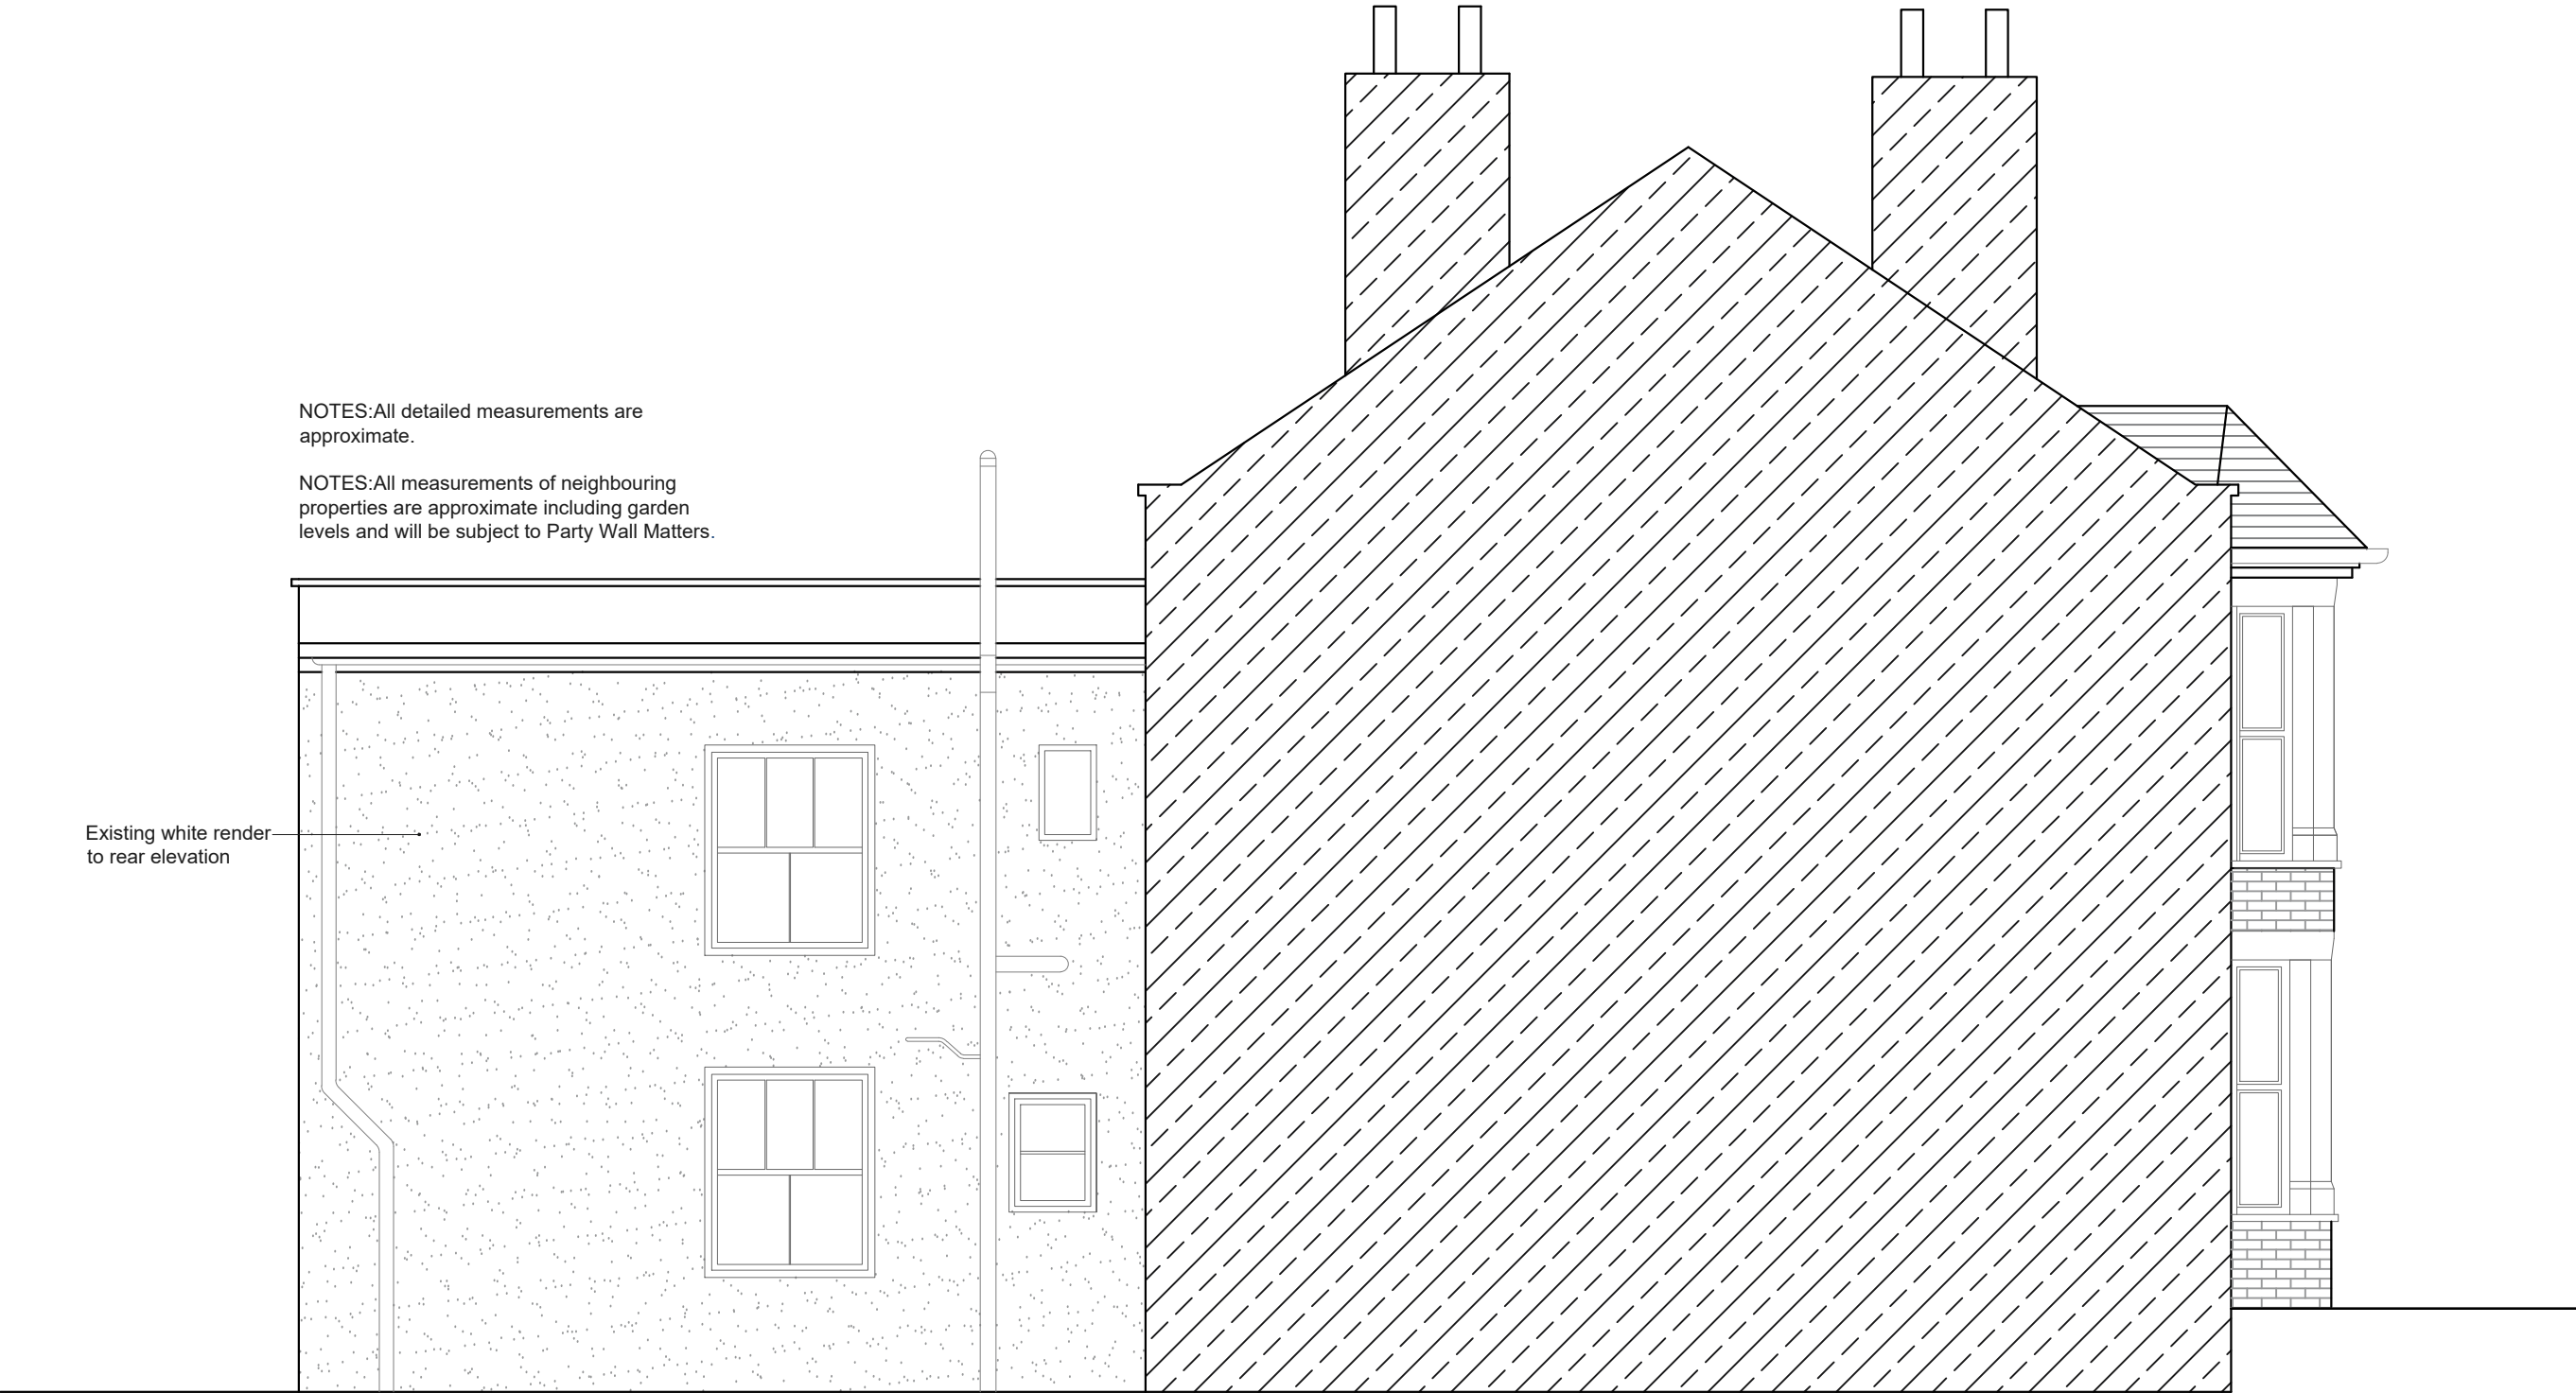 NOTES:All detailed measurements are
approximate.
NOTES:All measurements of neighbouring
properties are approximate including garden
levels and will be subject to Party Wall Matters.
Existing white render
to rear elevation